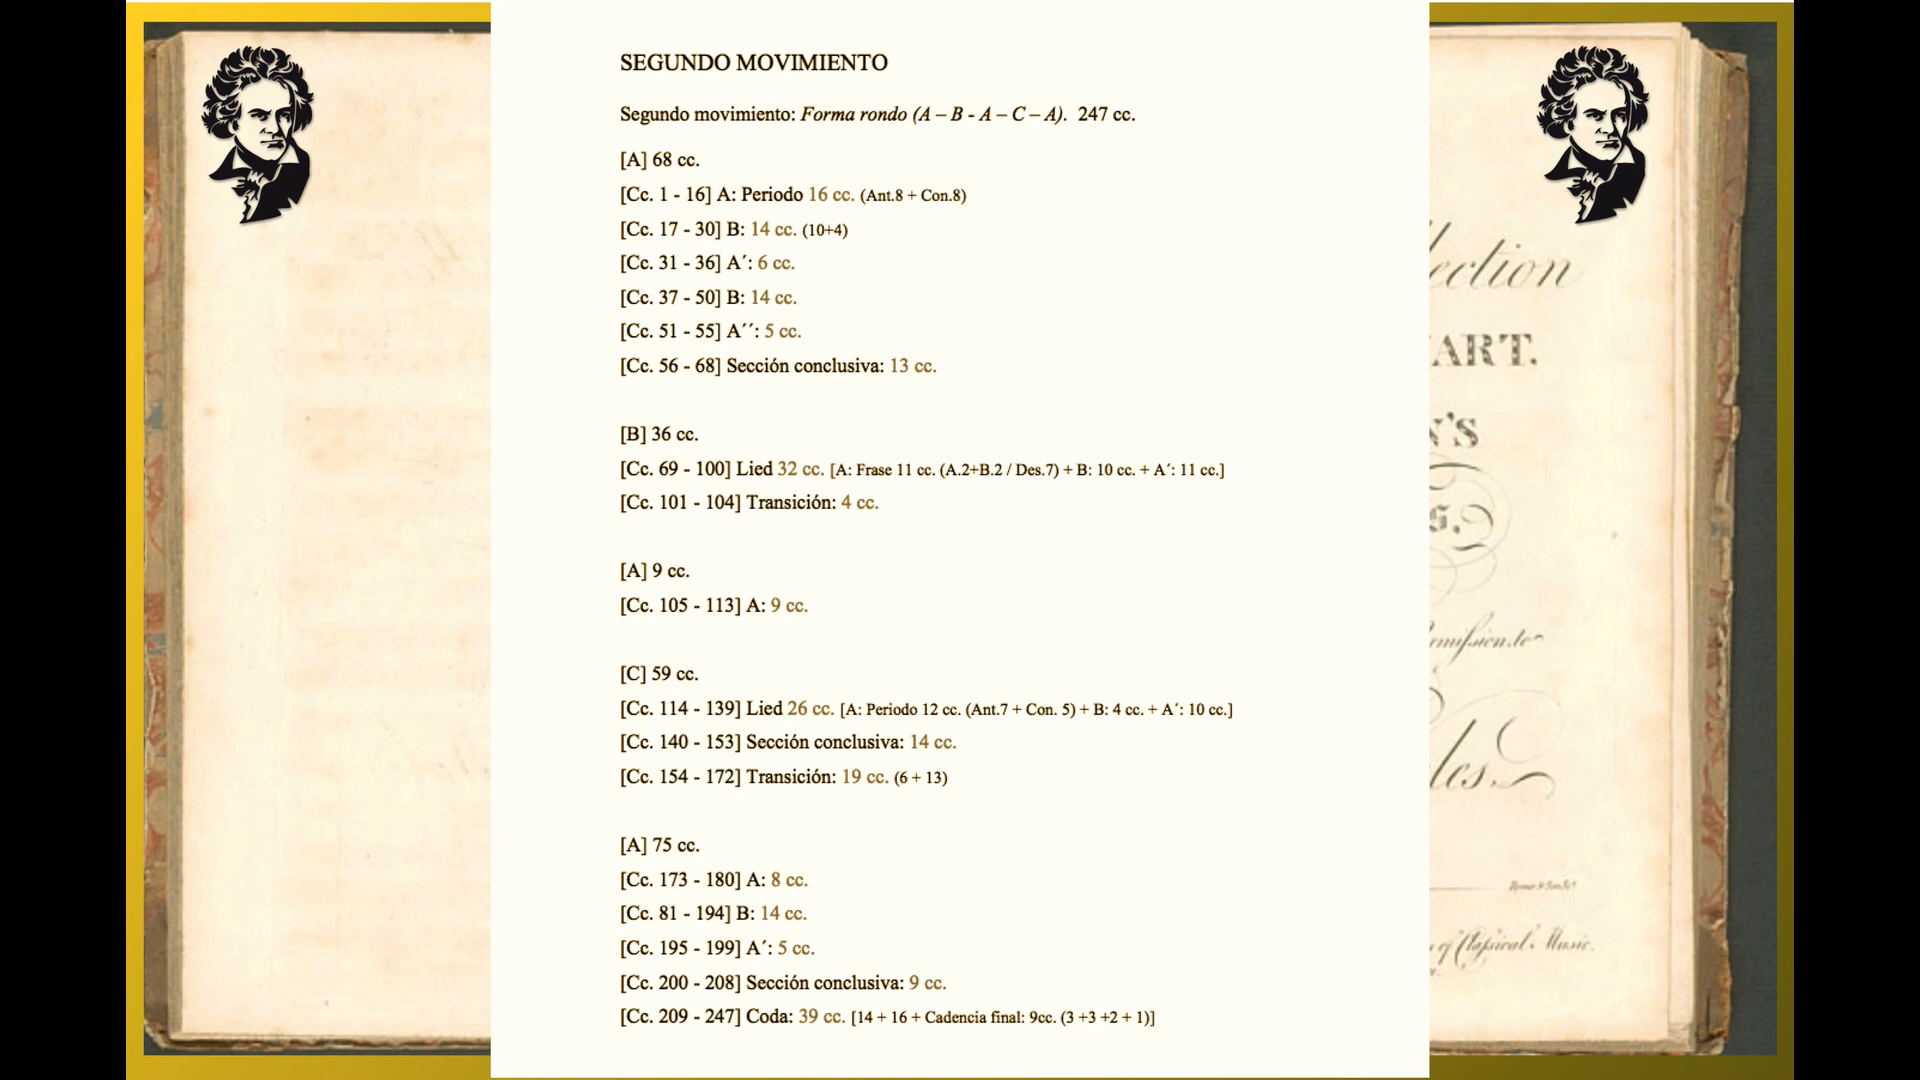 SEGUNDO MOVIMIENTO
Segundo movimiento: Forma rondo (A – B - A – C – A). 247 cc.
[A] 68 cc.
[Cc. 1 - 16] A: Periodo 16 cc. (Ant.8 + Con.8)
[Cc. 17 - 30] B: 14 cc. (10+4)
[Cc. 31 - 36] A´: 6 cc.
[Cc. 37 - 50] B: 14 cc.
[Cc. 51 - 55] A´´: 5 cc.
[Cc. 56 - 68] Sección conclusiva: 13 cc.
[B] 36 cc.
[Cc. 69 - 100] Lied 32 cc. [A: Frase 11 cc. (A.2+B.2 / Des.7) + B: 10 cc. + A´: 11 cc.]
[Cc. 101 - 104] Transición: 4 cc.
[A] 9 cc.
[Cc. 105 - 113] A: 9 cc.
[C] 59 cc.
[Cc. 114 - 139] Lied 26 cc. [A: Periodo 12 cc. (Ant.7 + Con. 5) + B: 4 cc. + A´: 10 cc.]
[Cc. 140 - 153] Sección conclusiva: 14 cc.
[Cc. 154 - 172] Transición: 19 cc. (6 + 13)
[A] 75 cc.
[Cc. 173 - 180] A: 8 cc.
[Cc. 81 - 194] B: 14 cc.
[Cc. 195 - 199] A´: 5 cc.
[Cc. 200 - 208] Sección conclusiva: 9 cc.
[Cc. 209 - 247] Coda: 39 cc. [14 + 16 + Cadencia final: 9cc. (3 +3 +2 + 1)]
lection
ART.
N'S
of Classical Music.